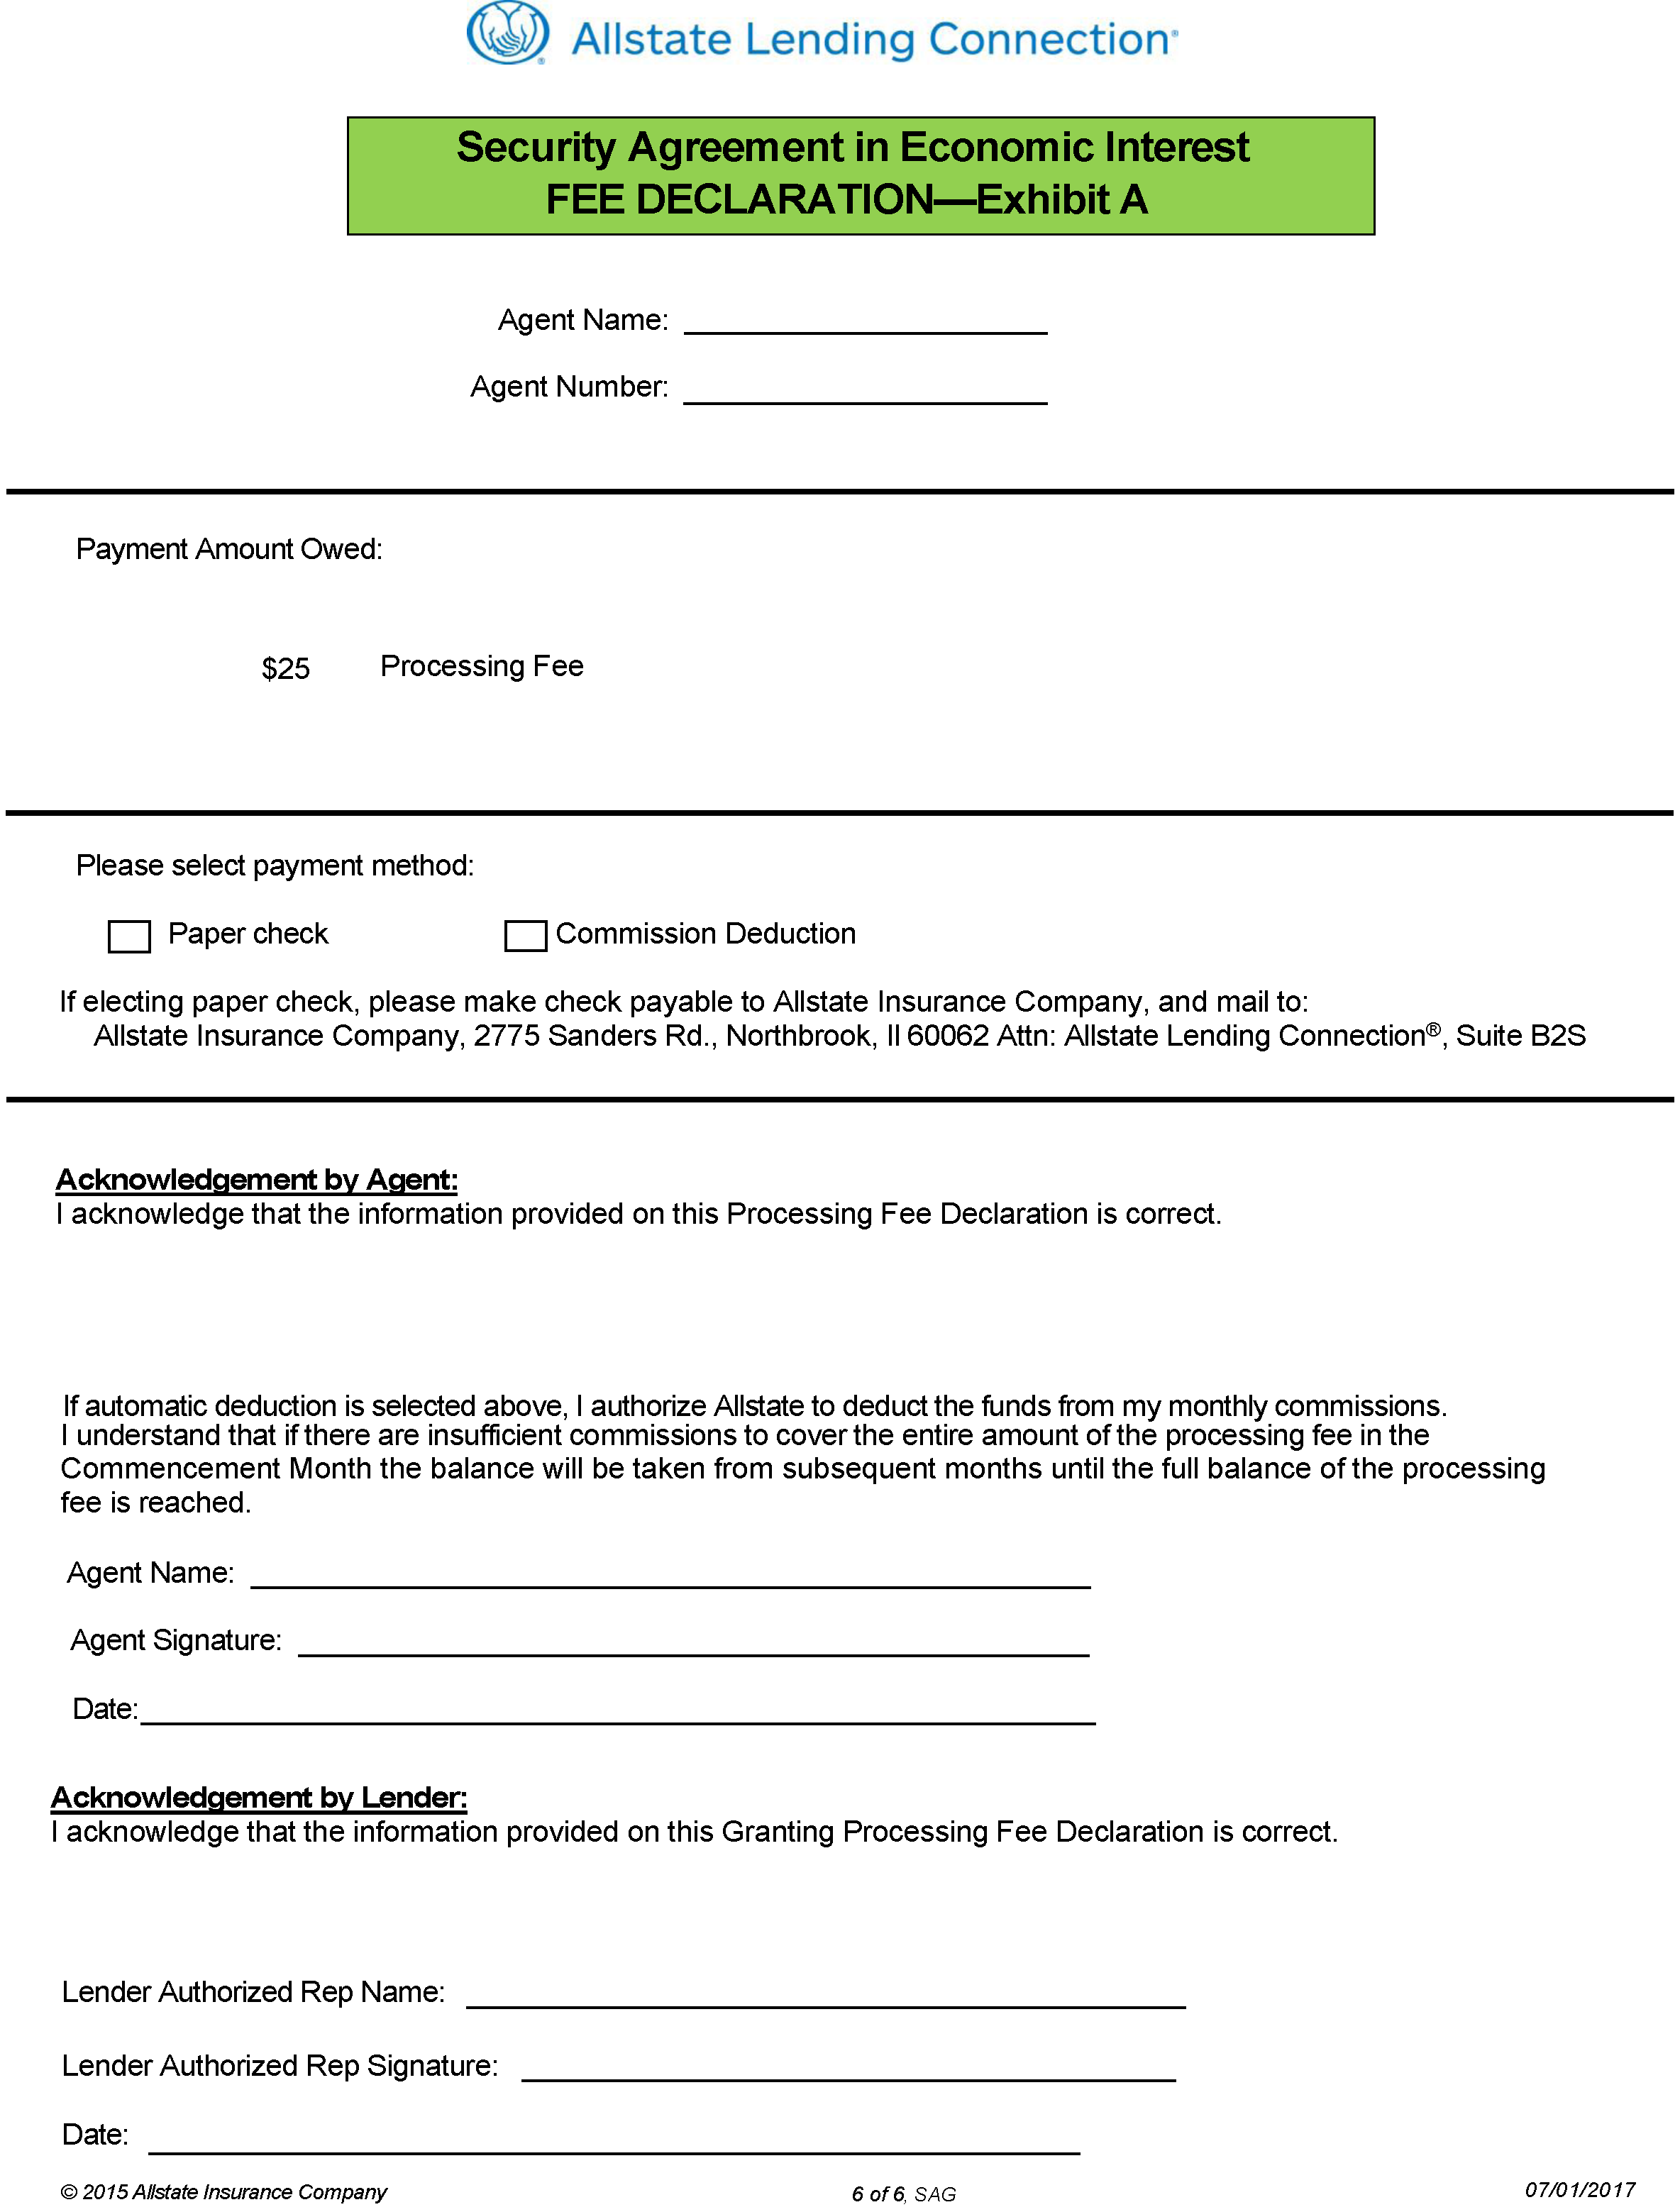 Allstate Lending Connection®
Security Agreement in Economic Interest
FEE DECLARATION—Exhibit A
Agent Name:
Agent Number:
Payment Amount Owed:
$25 Processing Fee
Please select payment method:
Paper check Commission Deduction
If electing paper check, please make check payable to Allstate Insurance Company, and mail to:
Allstate Insurance Company, 2775 Sanders Rd., Northbrook, Il 60062 Attn: Allstate Lending Connection®, Suite B2S
Acknowledgement by Agent:
I acknowledge that the information provided on this Processing Fee Declaration is correct.
If automatic deduction is selected above, I authorize Allstate to deduct the funds from my monthly commissions.
I understand that if there are insufficient commissions to cover the entire amount of the processing fee in the
Commencement Month the balance will be taken from subsequent months until the full balance of the processing
fee is reached.
Agent Name:
Agent Signature:
Date:
Acknowledgement by Lender:
I acknowledge that the information provided on this Granting Processing Fee Declaration is correct.
Lender Authorized Rep Name:
Lender Authorized Rep Signature:
Date:
© 2015 Allstate Insurance Company 6 of 6, SAG 07/01/2017